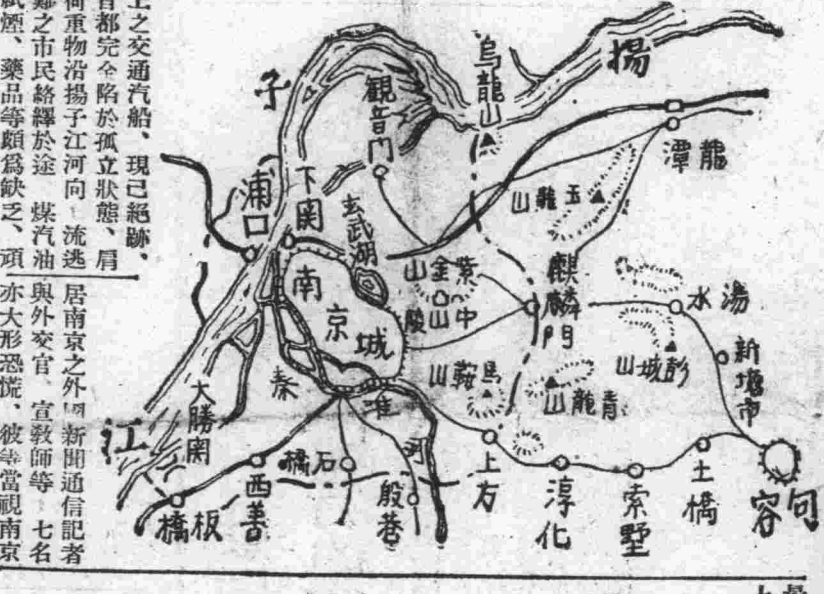 上之交通汽船、現已絕跡、
首都完全陷於孤立狀態、肩
荷重物沿揚子江河向 流逃
難之市民絡繹於途 煤汽油
紙煙、藥品等頗爲缺乏、頃
居南京之外國新聞通信記者
與外交官、宣敎師等 七名
亦大形恐慌、彼等當視南京
揚
子
江
烏龍山
観音門
龍潭
玉雞山
浦口
下関
玄武湖
南京城
紫金山
中山陵
麒麟門
湯水
彭城山
新塘市
馬鞍山
青龍山
秦淮河
大勝関
板橋
西善橋
石
殷巷
上方
淳化
索墅
土橋
句容